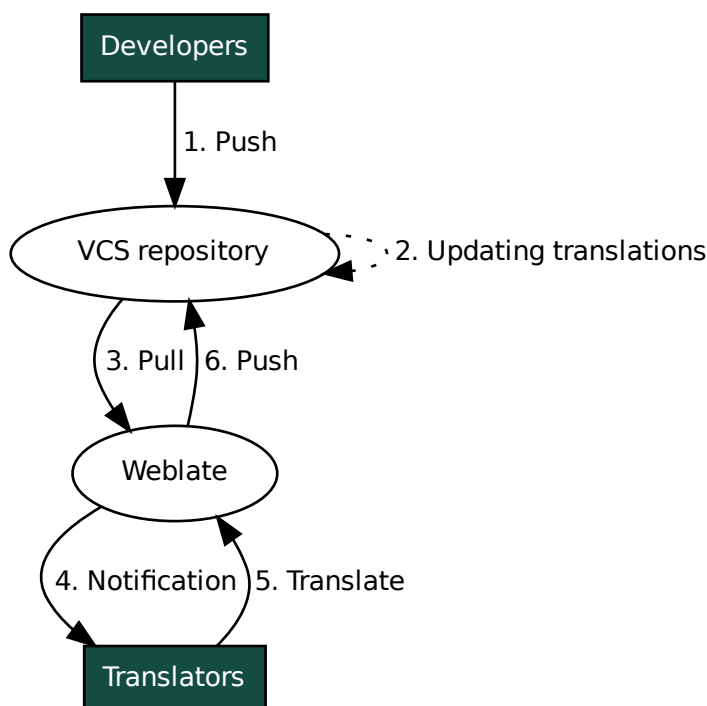 Developers
1. Push
VCS repository
2. Updating translations
3. Pull
6. Push
Weblate
4. Notification
5. Translate
Translators